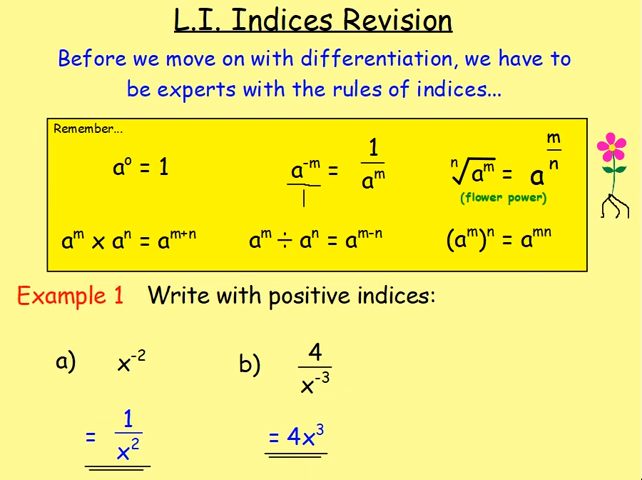 L.I. Indices Revision
Before we move on with differentiation, we have to
be experts with the rules of indices...
Remember...
a⁰ = 1    a⁻ᵐ/1 = 1/aᵐ    ⁿ√aᵐ = a^(m/n)
(flower power)
aᵐ x aⁿ = aᵐ⁺ⁿ    aᵐ ÷ aⁿ = aᵐ⁻ⁿ    (aᵐ)ⁿ = aᵐⁿ
Example 1   Write with positive indices:
a)   x⁻²    b)   4/x⁻³
= 1/x²    = 4x³